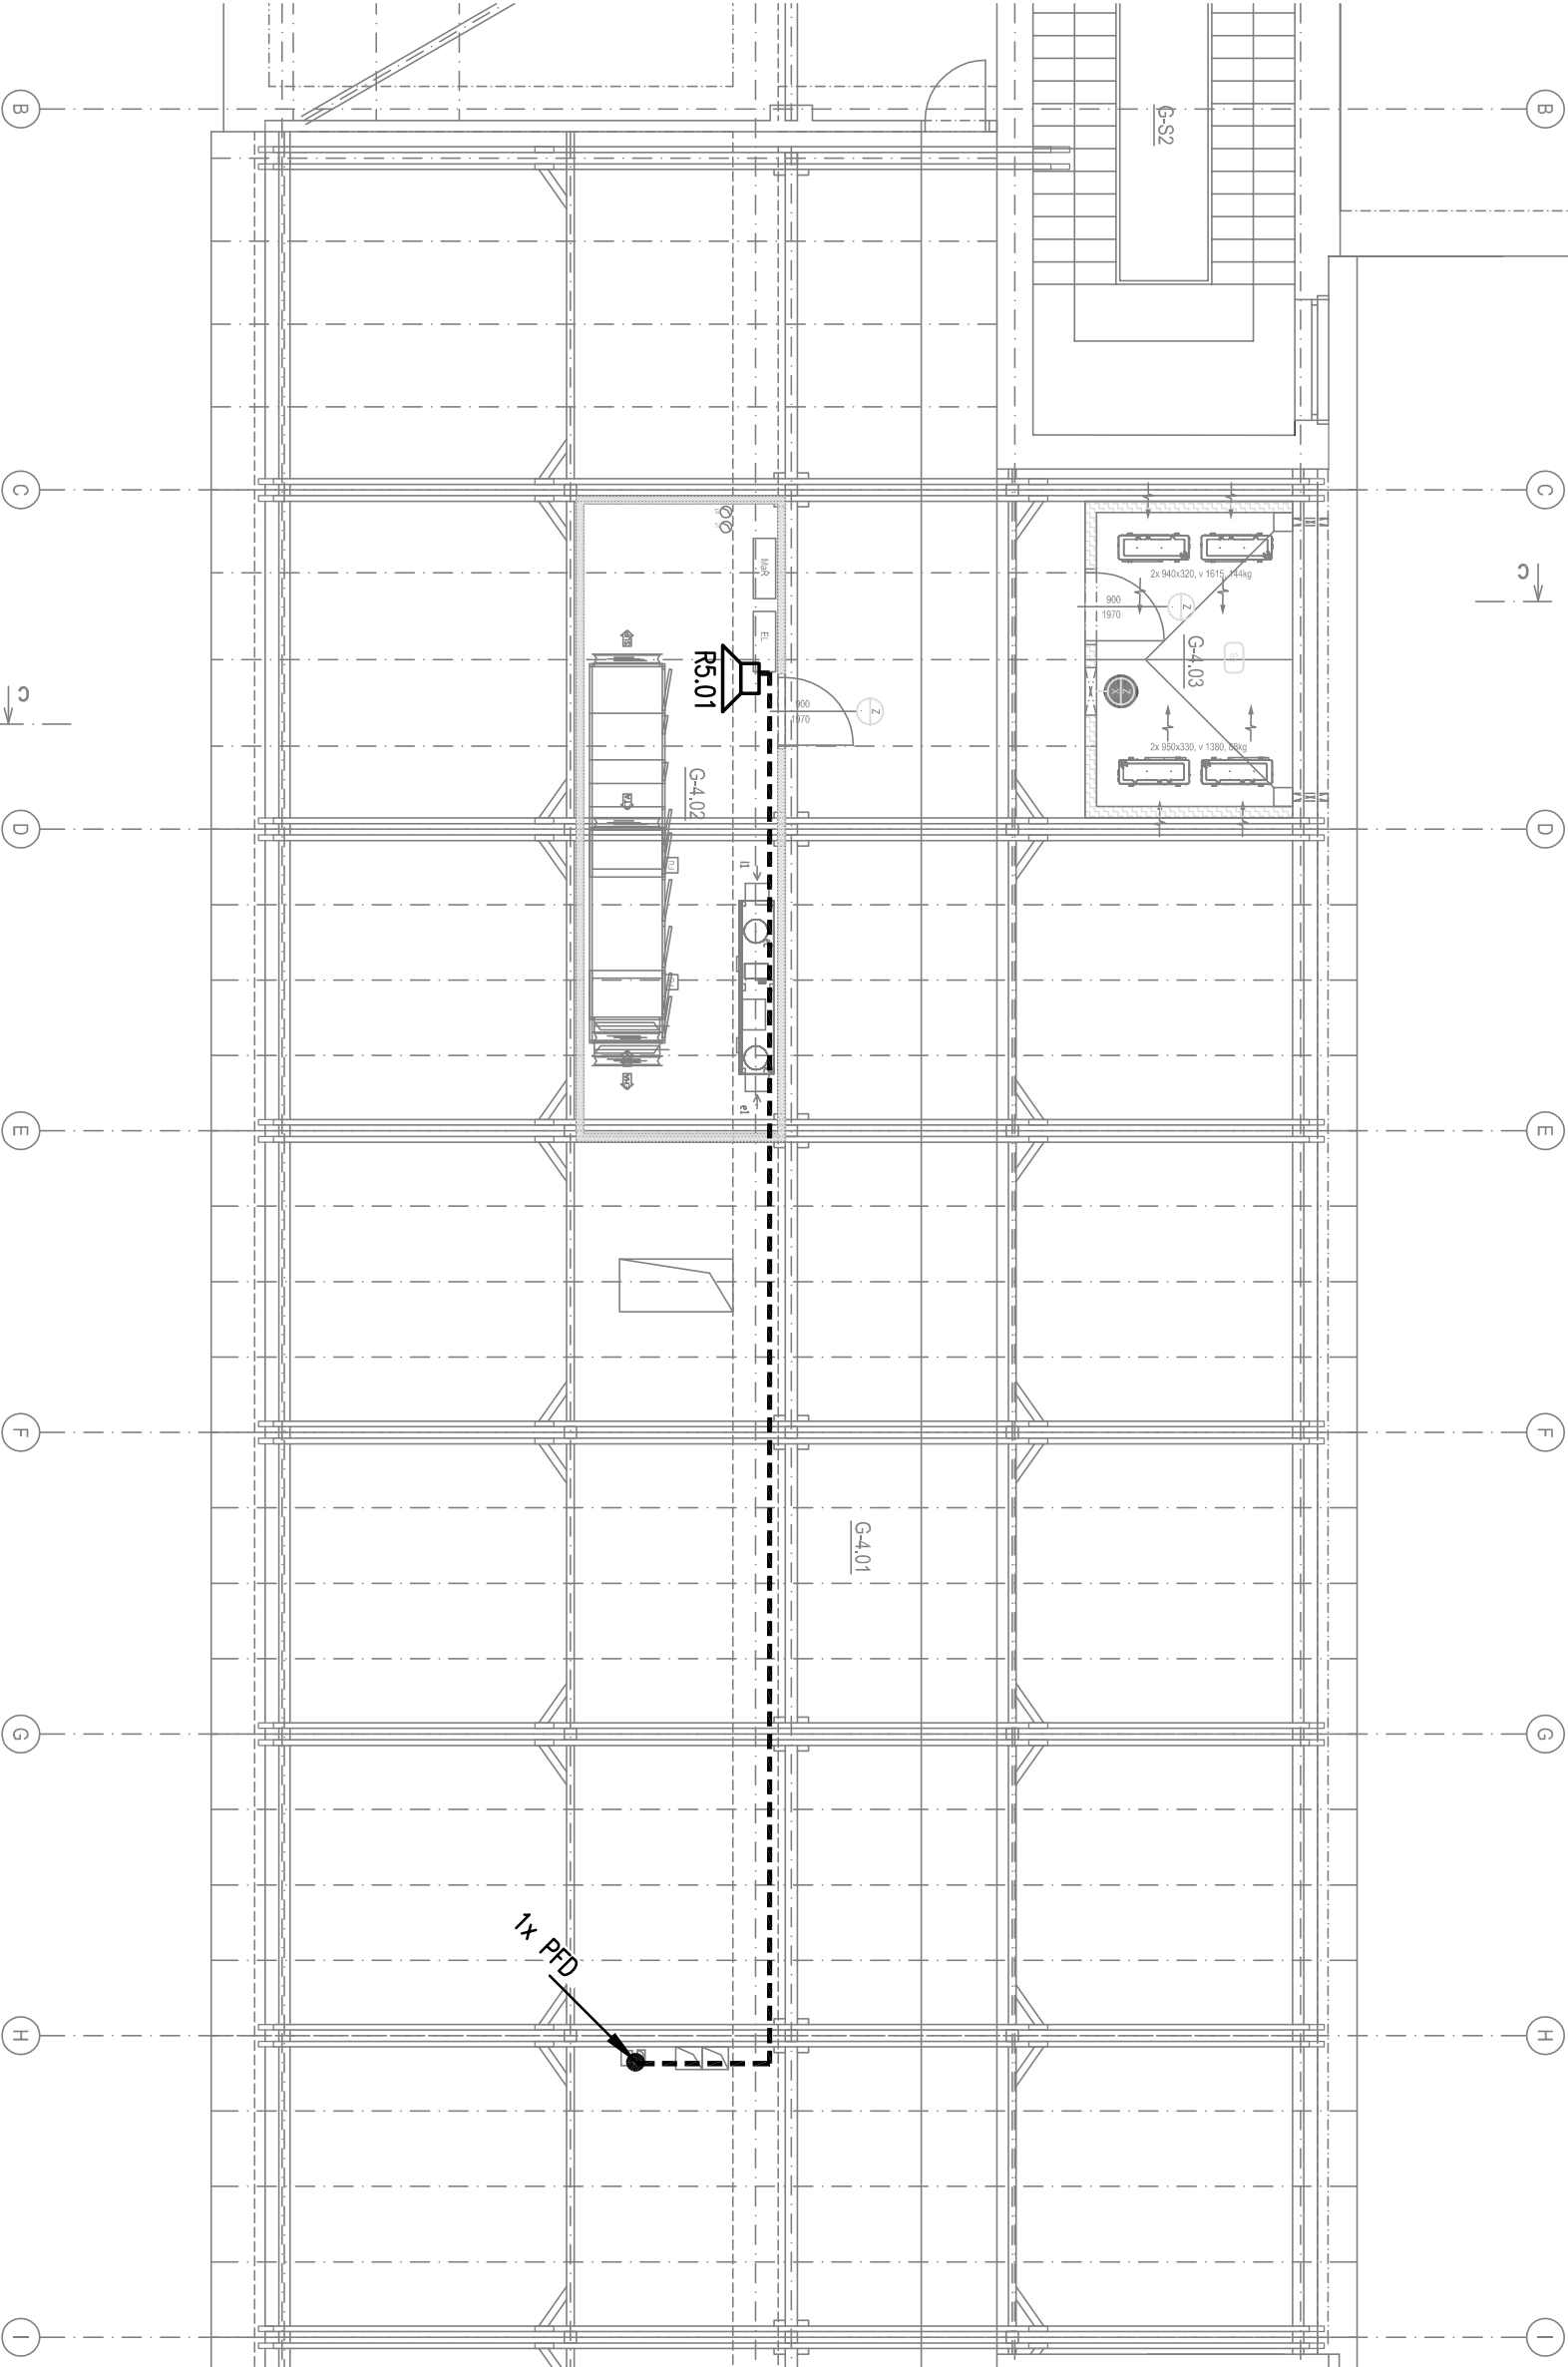 B
B
G-S2
C
C
MaR
EL.
2x 940x320, v 1615, 144kg
900
1970
Z
G-4,03
C
C
R5.01
900
1970
Z
Z
X
2x 950x330, v 1380, 88kg
G-4,02
D
D
i1
e1
E
E
F
F
G-4,01
G
G
1x PFD
H
H
I
I